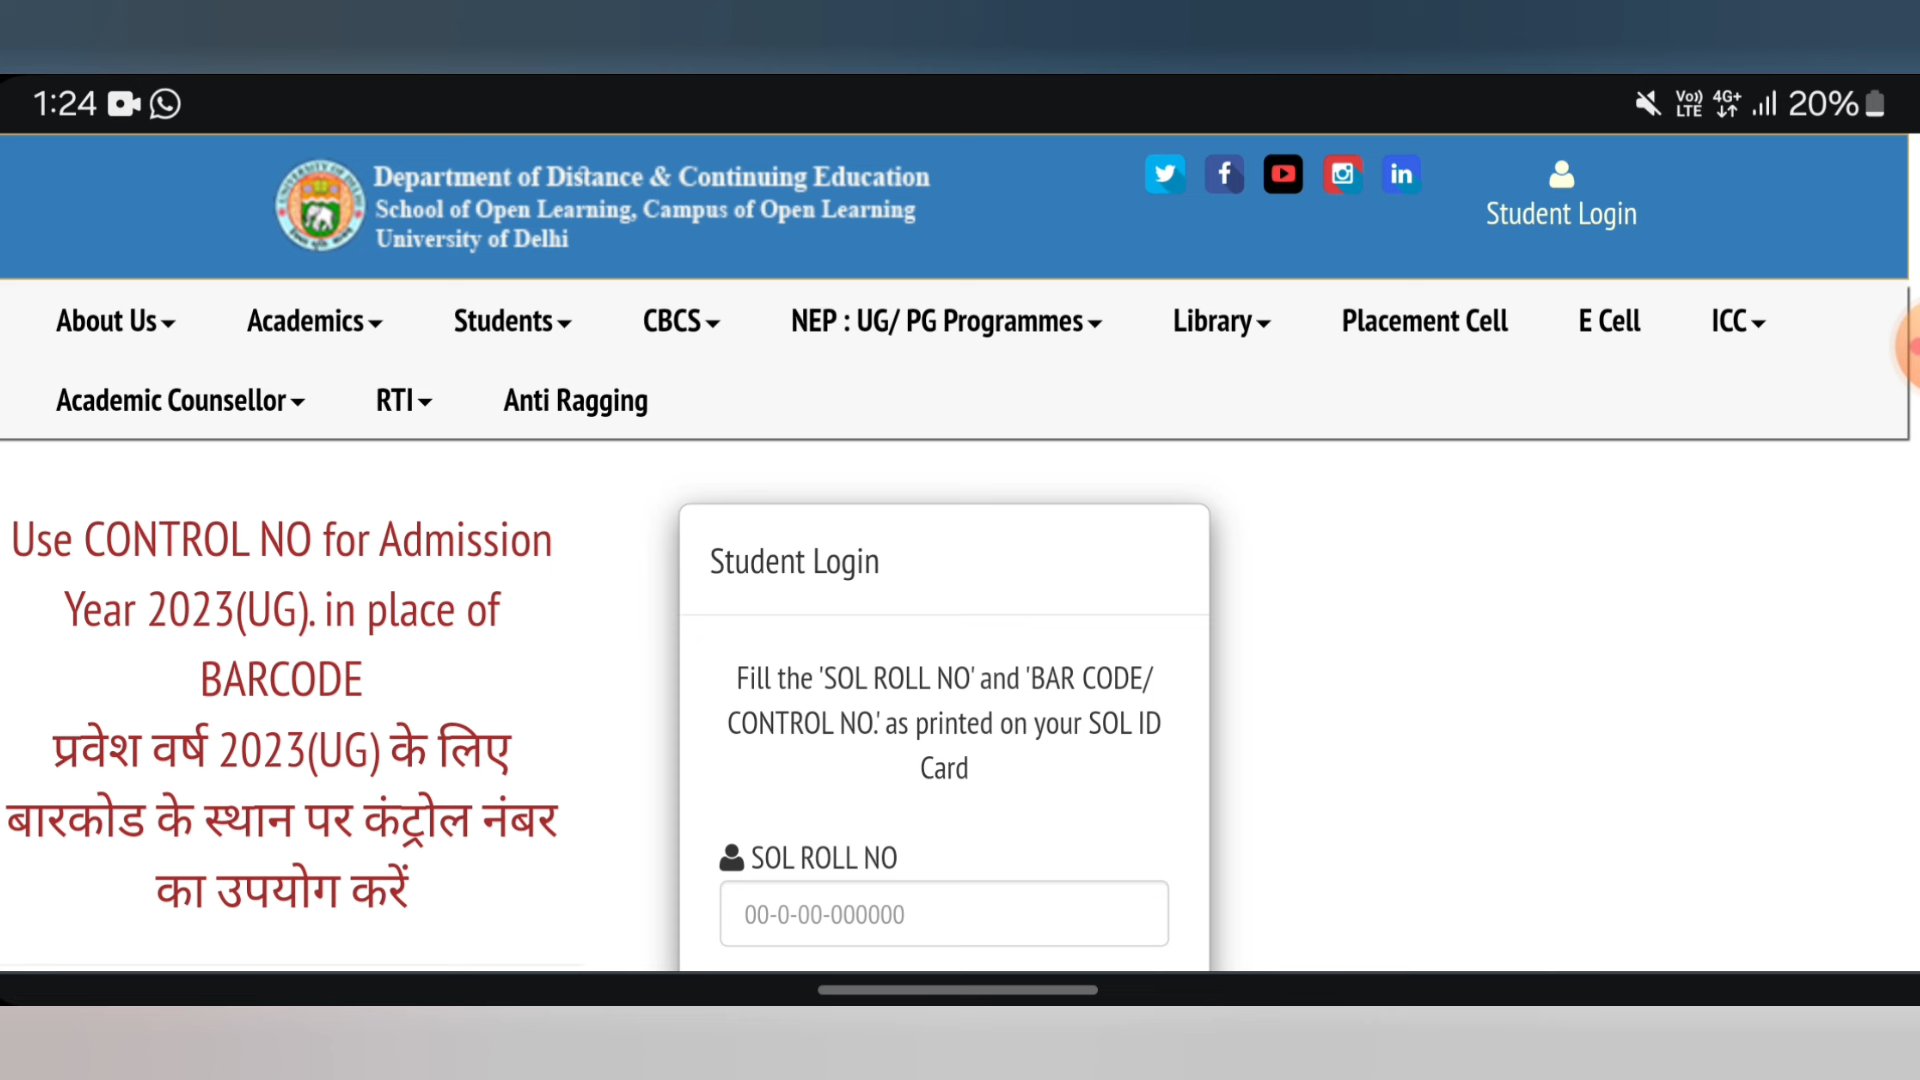 1:24
Vo)) LTE 4G+ 20%
Department of Distance & Continuing Education
School of Open Learning, Campus of Open Learning
University of Delhi
Student Login
About Us Academics Students CBCS NEP : UG/ PG Programmes Library Placement Cell E Cell ICC
Academic Counsellor RTI Anti Ragging
Use CONTROL NO for Admission
Year 2023(UG). in place of
BARCODE
प्रवेश वर्ष 2023(UG) के लिए
बारकोड के स्थान पर कंट्रोल नंबर
का उपयोग करें
Student Login
Fill the 'SOL ROLL NO' and 'BAR CODE/
CONTROL NO.' as printed on your SOL ID
Card
SOL ROLL NO
00-0-00-000000